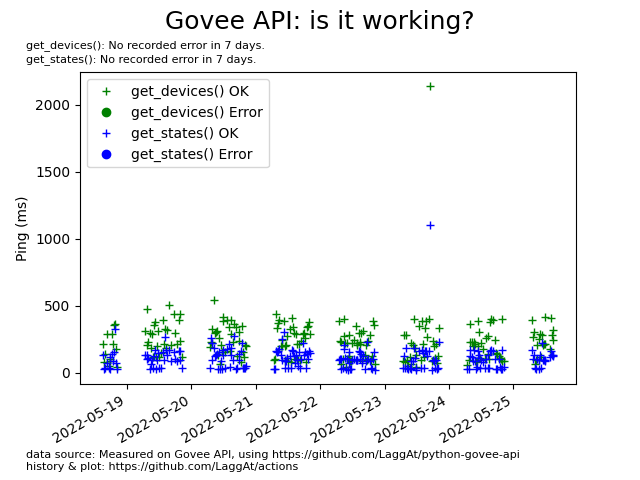 Govee API: is it working?
get_devices(): No recorded error in 7 days.
get_states(): No recorded error in 7 days.
get_devices() OK
get_devices() Error
get_states() OK
get_states() Error
Ping (ms)
2000
1500
1000
500
0
2022-05-19
2022-05-20
2022-05-21
2022-05-22
2022-05-23
2022-05-24
2022-05-25
data source: Measured on Govee API, using https://github.com/LaggAt/python-govee-api
history & plot: https://github.com/LaggAt/actions